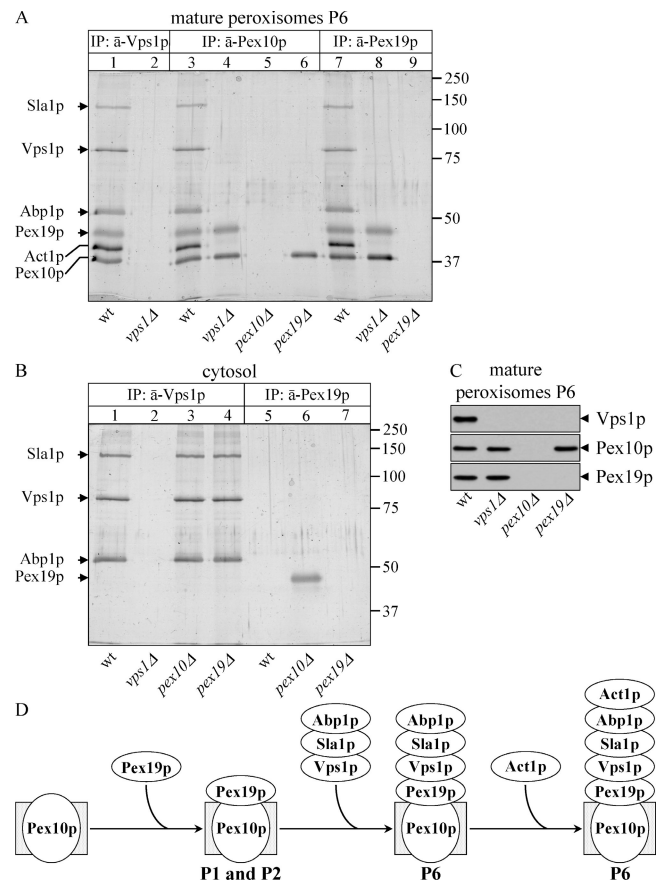 A
mature peroxisomes P6
IP: ā-Vps1p IP: ā-Pex10p IP: ā-Pex19p
1 2 3 4 5 6 7 8 9
250
Sla1p 150
100
Vps1p 75
Abp1p 50
Pex19p
Act1p 37
Pex10p
wt vps1Δ wt vps1Δ pex10Δ pex19Δ wt vps1Δ pex19Δ
B
cytosol
IP: ā-Vps1p IP: ā-Pex19p
1 2 3 4 5 6 7
250
Sla1p 150
100
Vps1p 75
Abp1p 50
Pex19p
37
wt vps1Δ pex10Δ pex19Δ wt pex10Δ pex19Δ
C
mature
peroxisomes P6
Vps1p
Pex10p
Pex19p
wt vps1Δ pex10Δ pex19Δ
D
Pex10p
Pex19p
Pex19p
Pex10p
P1 and P2
Abp1p
Sla1p
Vps1p
Abp1p
Sla1p
Vps1p
Pex19p
Pex10p
P6
Act1p
Act1p
Abp1p
Sla1p
Vps1p
Pex19p
Pex10p
P6